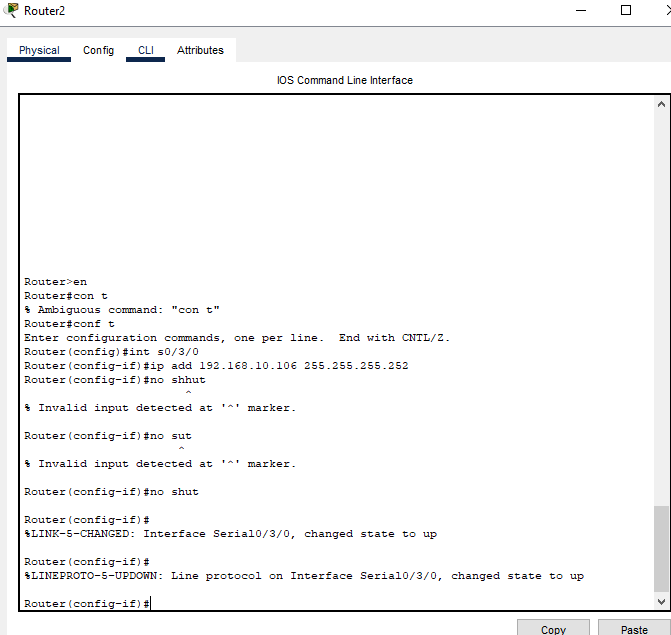 Router2
Physical Config CLI Attributes
IOS Command Line Interface
Router>en
Router#con t
% Ambiguous command: "con t"
Router#conf t
Enter configuration commands, one per line.  End with CNTL/Z.
Router(config)#int s0/3/0
Router(config-if)#ip add 192.168.10.106 255.255.255.252
Router(config-if)#no shhut
^
% Invalid input detected at '^' marker.
Router(config-if)#no sut
^
% Invalid input detected at '^' marker.
Router(config-if)#no shut
Router(config-if)#
%LINK-5-CHANGED: Interface Serial0/3/0, changed state to up
Router(config-if)#
%LINEPROTO-5-UPDOWN: Line protocol on Interface Serial0/3/0, changed state to up
Router(config-if)#
Copy Paste